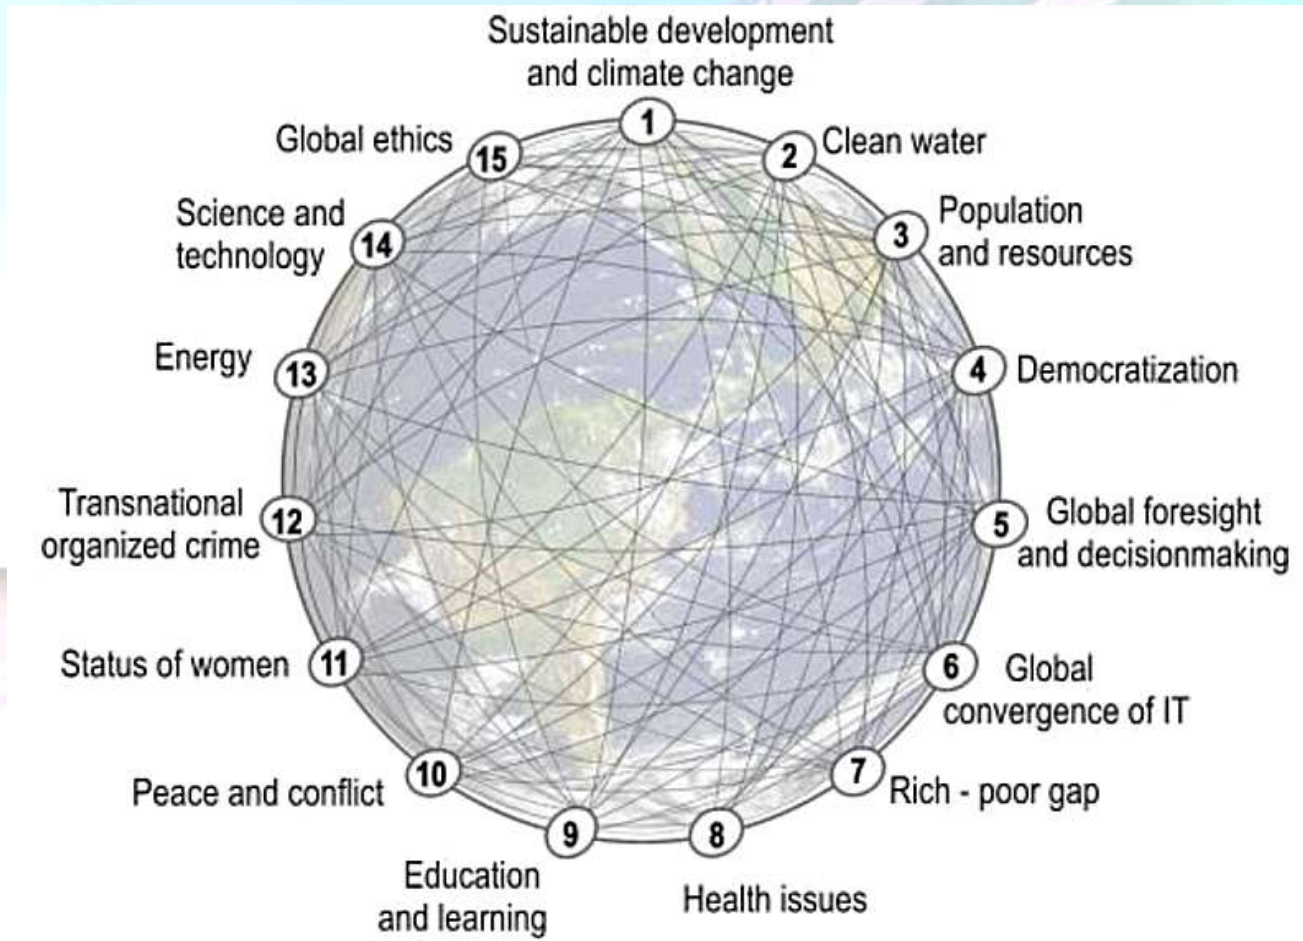 Sustainable development
and climate change
1
Clean water
2
Population
and resources
3
Democratization
4
Global foresight
and decisionmaking
5
Global
convergence of IT
6
Rich - poor gap
7
Health issues
8
Education
and learning
9
Peace and conflict
10
Status of women
11
Transnational
organized crime
12
Energy
13
Science and
technology
14
Global ethics
15